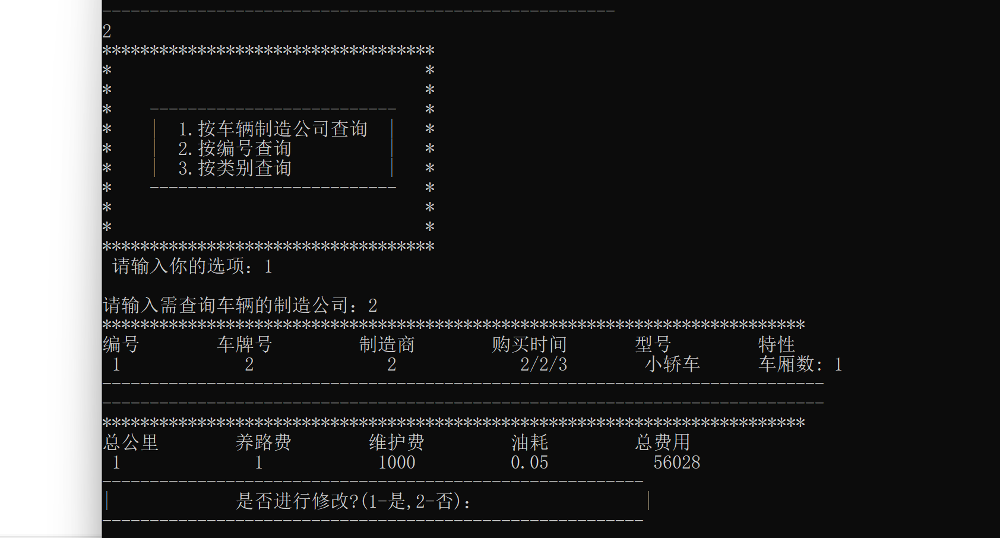 ------------------------------------------------------
2
***********************************
*                                 *
*                                 *
*    --------------------------   *
*    |  1.按车辆制造公司查询  |   *
*    |  2.按编号查询          |   *
*    |  3.按类别查询          |   *
*    --------------------------   *
*                                 *
*                                 *
***********************************
请输入你的选项：1
请输入需查询车辆的制造公司：2
**************************************************************************
编号 车牌号 制造商 购买时间 型号 特性
1 2 2 2/2/3 小轿车 车厢数：1
----------------------------------------------------------------------------
----------------------------------------------------------------------------
**************************************************************************
总公里 养路费 维护费 油耗 总费用
1 1 1000 0.05 56028
---------------------------------------------------------
| 是否进行修改?(1-是,2-否)： |
---------------------------------------------------------